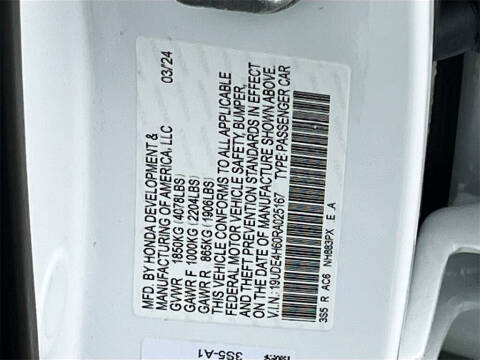 MFD. BY HONDA DEVELOPMENT & 03/24
MANUFACTURING OF AMERICA, LLC
GVWR 1850KG (4078LBS)
GAWR F 1000KG (2204LBS)
GAWR R 865KG (1906LBS)
THIS VEHICLE CONFORMS TO ALL APPLICABLE
FEDERAL MOTOR VEHICLE SAFETY, BUMPER,
AND THEFT PREVENTION STANDARDS IN EFFECT
ON THE DATE OF MANUFACTURE SHOWN ABOVE.
V.I.N.:19UDE4H60RA025167 TYPE:PASSENGER CAR
3S5 R AC6 NH883PX E .A
3S5-A1